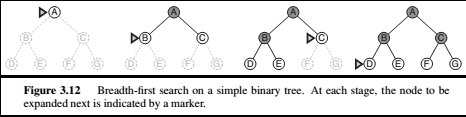 A
B C
D E F G
A
B C
D E F G
A
B C
D E F G
A
B C
D E F G
Figure 3.12 Breadth-first search on a simple binary tree. At each stage, the node to be
expanded next is indicated by a marker.